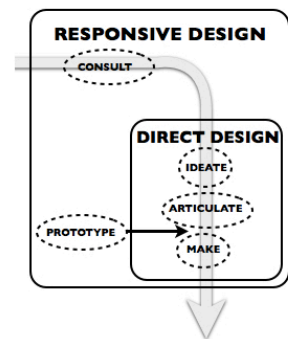 RESPONSIVE DESIGN
CONSULT
DIRECT DESIGN
IDEATE
ARTICULATE
PROTOTYPE
MAKE